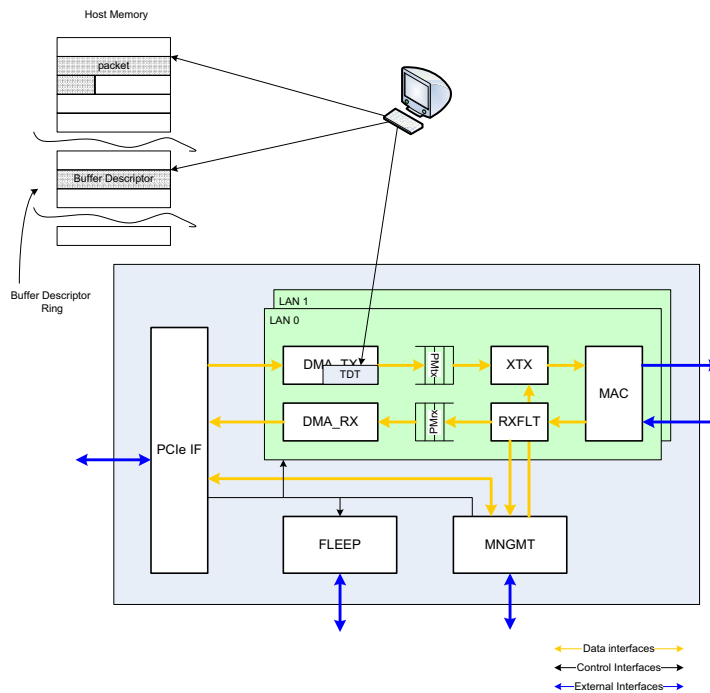 Host Memory
packet
Buffer Descriptor
Buffer Descriptor
Ring
LAN 1
LAN 0
DMA_TX
TDT
PMtx
XTX
MAC
PCIe IF
DMA_RX
PMrx
RXFLT
FLEEP
MNGMT
Data interfaces
Control Interfaces
External Interfaces